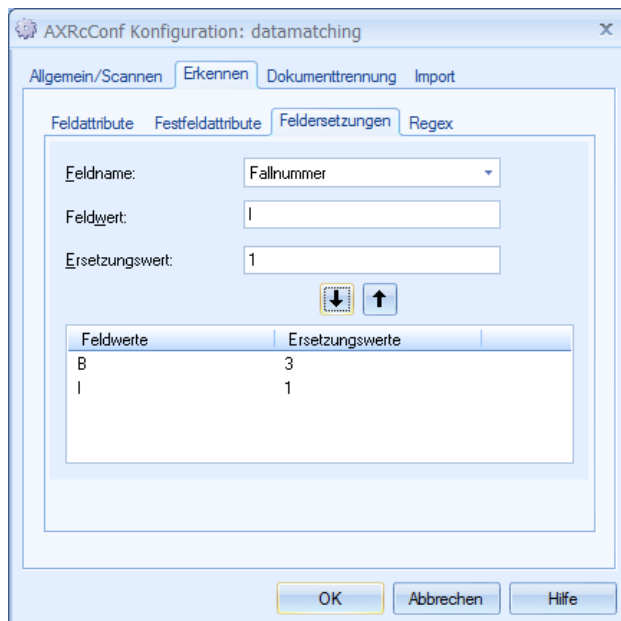 AXRcConf Konfiguration: datamatching x
Allgemein/Scannen Erkennen Dokumenttrennung Import
Feldattribute Festfeldattribute Feldersetzungen Regex
Feldname: Fallnummer
Feldwert: l
Ersetzungswert: 1
Feldwerte Ersetzungswerte
B 3
l 1
OK Abbrechen Hilfe